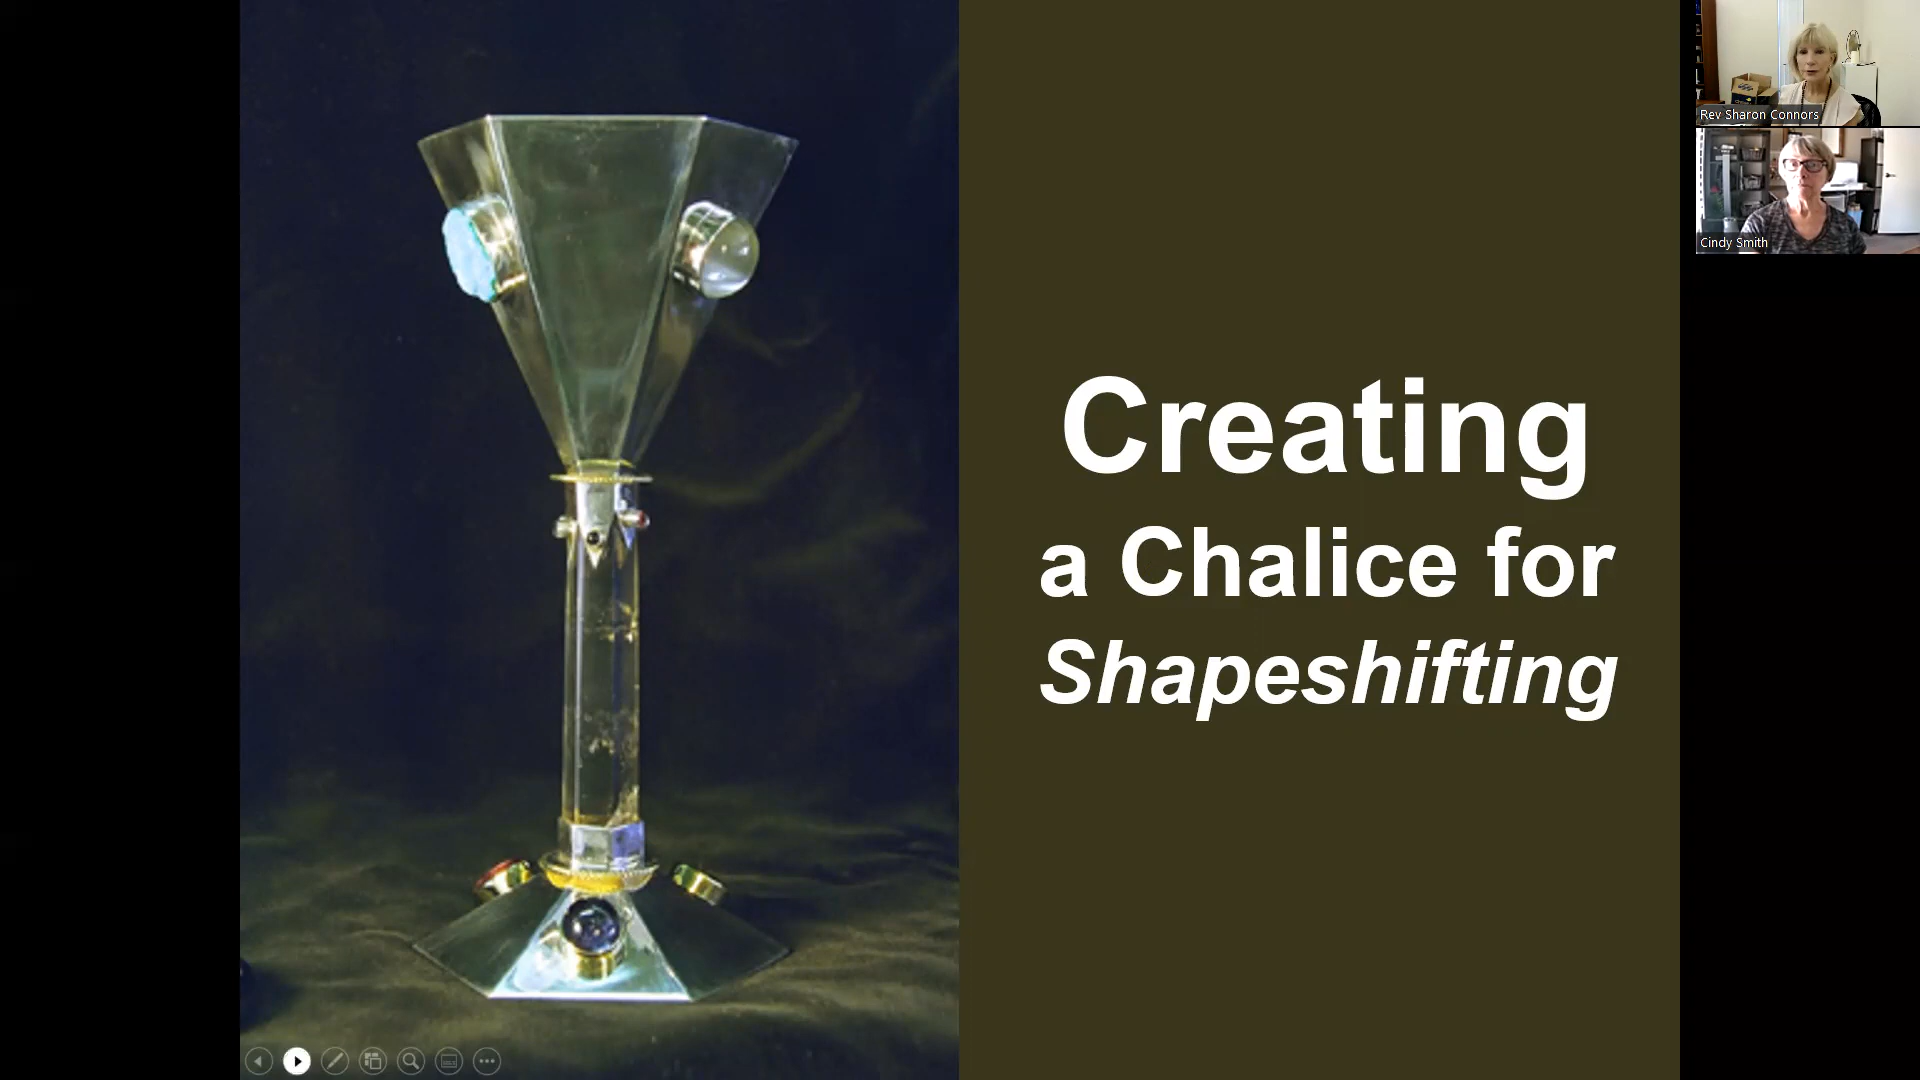 Creating
a Chalice for
Shapeshifting
Rev Sharon Connors
Cindy Smith